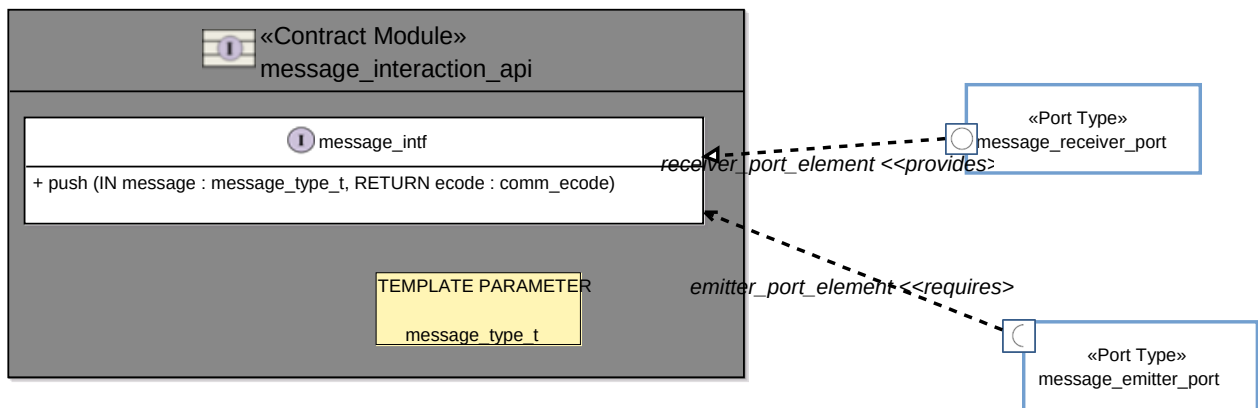 «Contract Module»
message_interaction_api
I message_intf
+ push (IN message : message_type_t, RETURN ecode : comm_ecode)
TEMPLATE PARAMETER
message_type_t
«Port Type»
message_receiver_port
receiver_port_element <<provides>
emitter_port_element <<requires>
«Port Type»
message_emitter_port